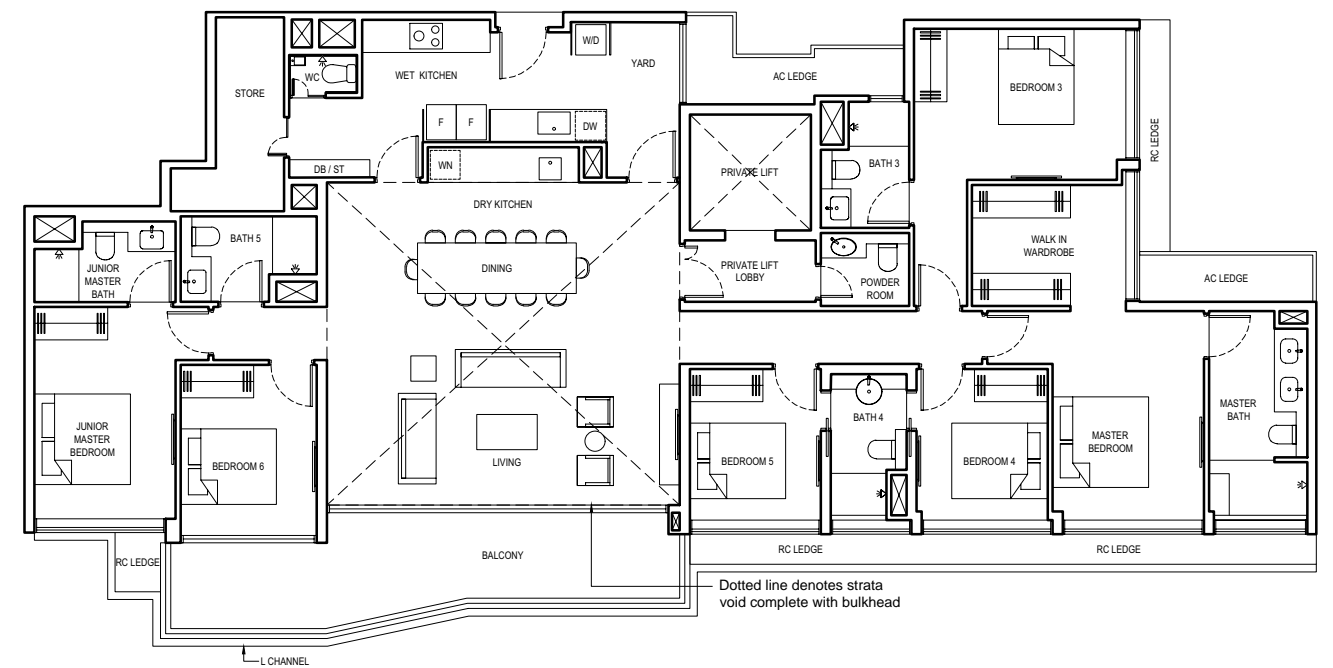 W/D
YARD
WET KITCHEN
WC
STORE
AC LEDGE
BEDROOM 3
F
F
DW
RC LEDGE
DB / ST
WN
PRIVATE LIFT
BATH 3
DRY KITCHEN
BATH 5
WALK IN
WARDROBE
JUNIOR
MASTER
BATH
DINING
PRIVATE LIFT
LOBBY
POWDER
ROOM
AC LEDGE
JUNIOR
MASTER
BEDROOM
BEDROOM 6
LIVING
BEDROOM 5
BATH 4
BEDROOM 4
MASTER
BEDROOM
MASTER
BATH
RC LEDGE
BALCONY
RC LEDGE
RC LEDGE
Dotted line denotes strata
void complete with bulkhead
L CHANNEL